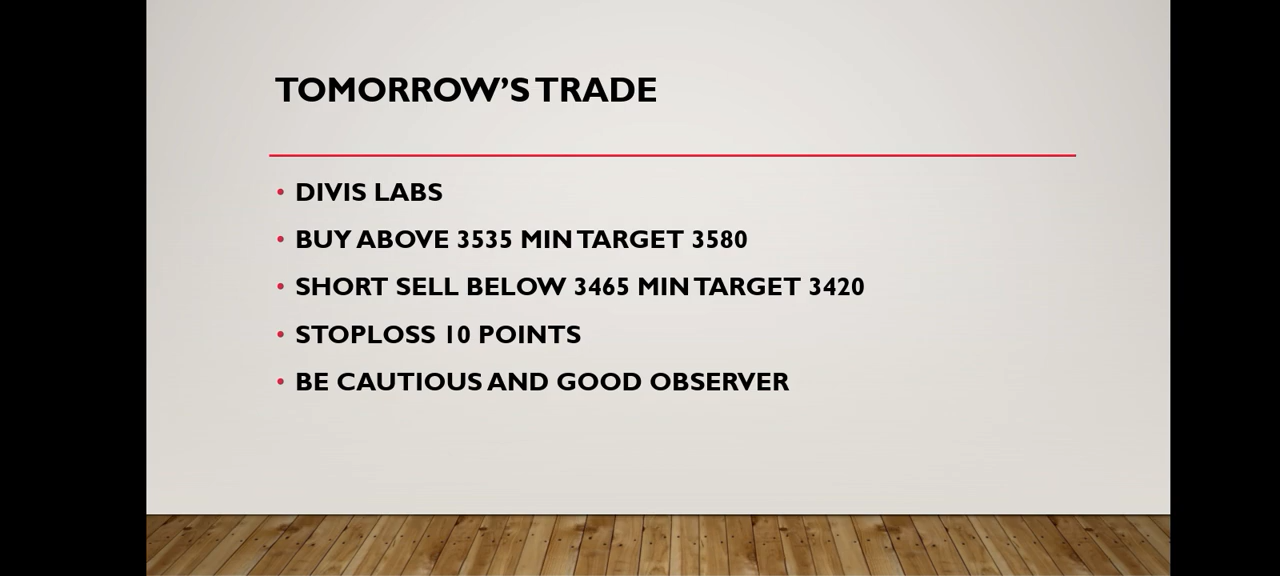 TOMORROW'S TRADE
• DIVIS LABS
• BUY ABOVE 3535 MIN TARGET 3580
• SHORT SELL BELOW 3465 MIN TARGET 3420
• STOPLOSS 10 POINTS
• BE CAUTIOUS AND GOOD OBSERVER